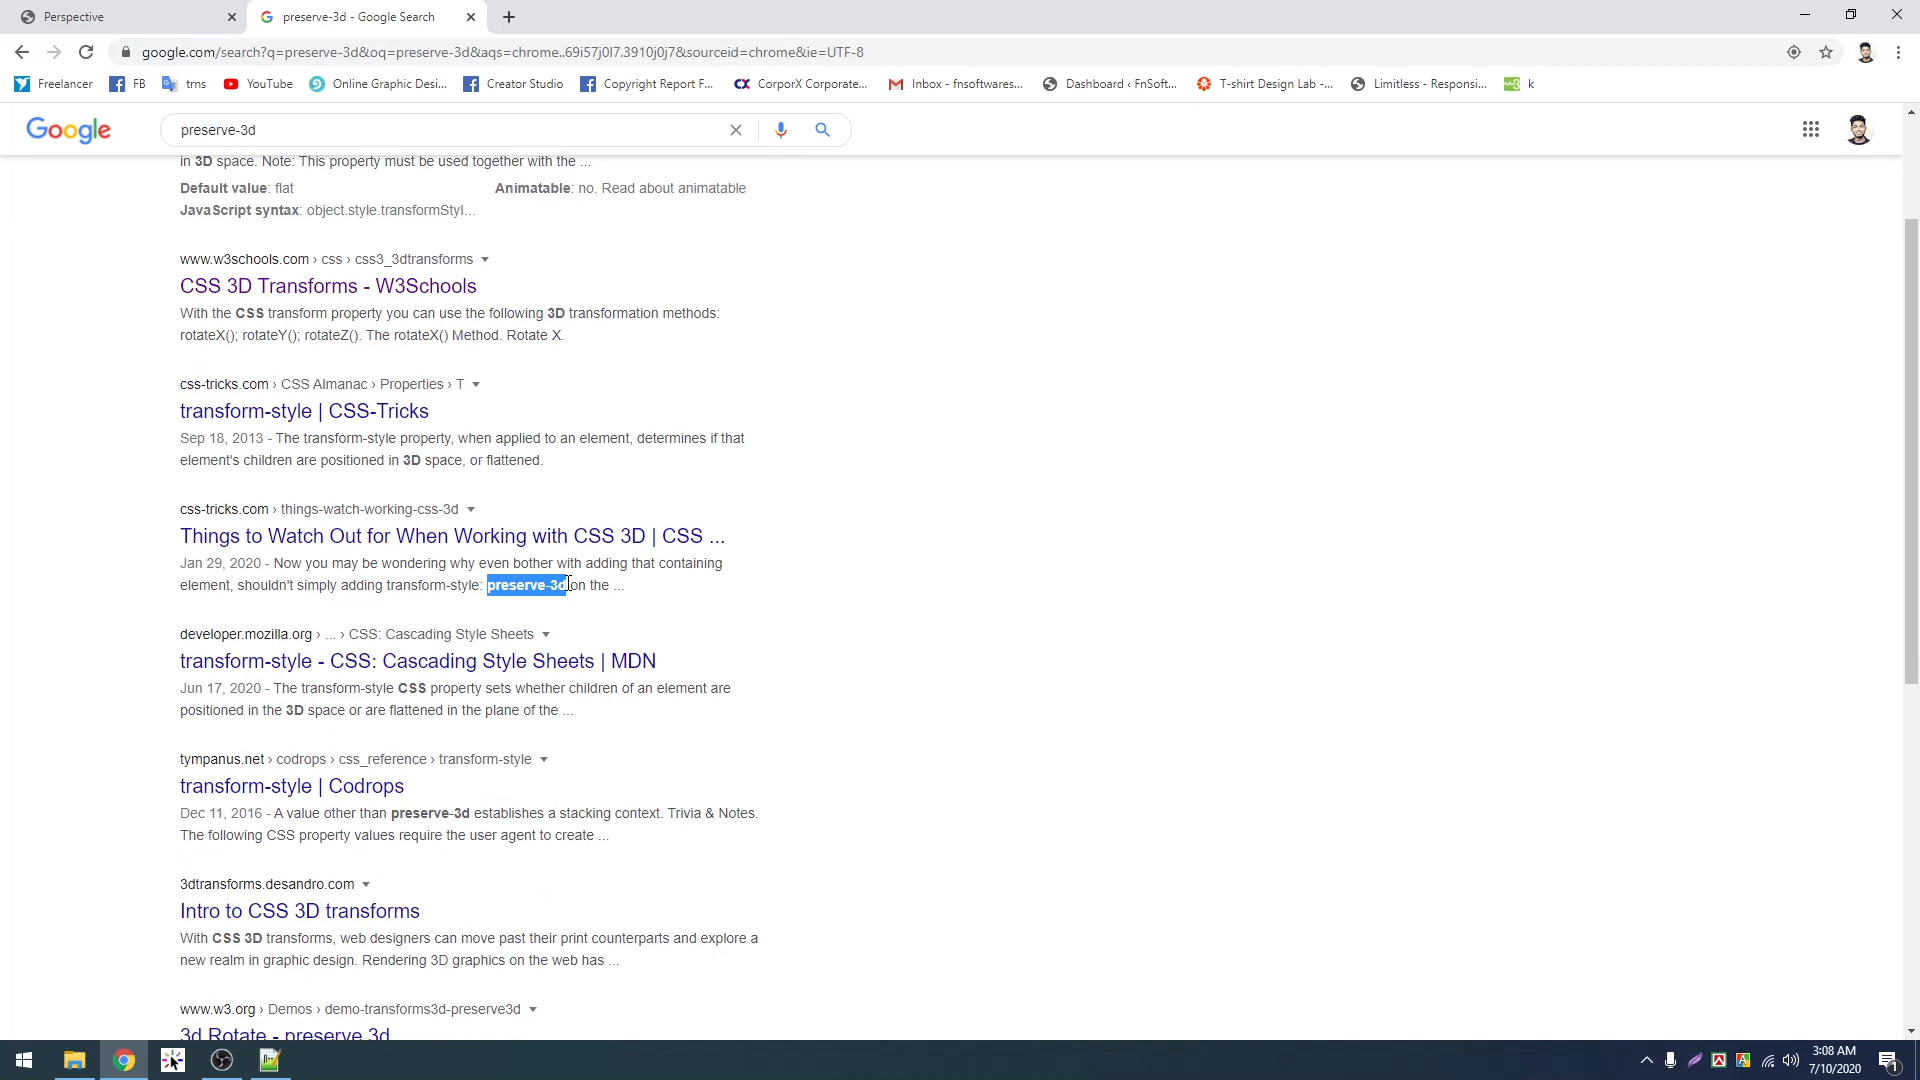 Perspective
preserve-3d - Google Search
google.com/search?q=preserve-3d&oq=preserve-3d&aqs=chrome..69i57j0l7.3910j0j7&sourceid=chrome&ie=UTF-8
Freelancer FB trns YouTube Online Graphic Desi... Creator Studio Copyright Report F... CX CorporX Corporate... Inbox - fnsoftwares... Dashboard ‹ FnSoft... T-shirt Design Lab -... Limitless - Responsi... k
Google preserve-3d
in 3D space. Note: This property must be used together with the ...
Default value: flat Animatable: no. Read about animatable
JavaScript syntax: object.style.transformStyl...
www.w3schools.com › css › css3_3dtransforms
CSS 3D Transforms - W3Schools
With the CSS transform property you can use the following 3D transformation methods:
rotateX(); rotateY(); rotateZ(). The rotateX() Method. Rotate X.
css-tricks.com › CSS Almanac › Properties › T
transform-style | CSS-Tricks
Sep 18, 2013 - The transform-style property, when applied to an element, determines if that
element's children are positioned in 3D space, or flattened.
css-tricks.com › things-watch-working-css-3d
Things to Watch Out for When Working with CSS 3D | CSS ...
Jan 29, 2020 - Now you may be wondering why even bother with adding that containing
element, shouldn't simply adding transform-style: preserve-3d on the ...
developer.mozilla.org › ... › CSS: Cascading Style Sheets
transform-style - CSS: Cascading Style Sheets | MDN
Jun 17, 2020 - The transform-style CSS property sets whether children of an element are
positioned in the 3D space or are flattened in the plane of the ...
tympanus.net › codrops › css_reference › transform-style
transform-style | Codrops
Dec 11, 2016 - A value other than preserve-3d establishes a stacking context. Trivia & Notes.
The following CSS property values require the user agent to create ...
3dtransforms.desandro.com
Intro to CSS 3D transforms
With CSS 3D transforms, web designers can move past their print counterparts and explore a
new realm in graphic design. Rendering 3D graphics on the web has ...
www.w3.org › Demos › demo-transforms3d-preserve3d
3d Rotate - preserve 3d
3:08 AM
7/10/2020
1